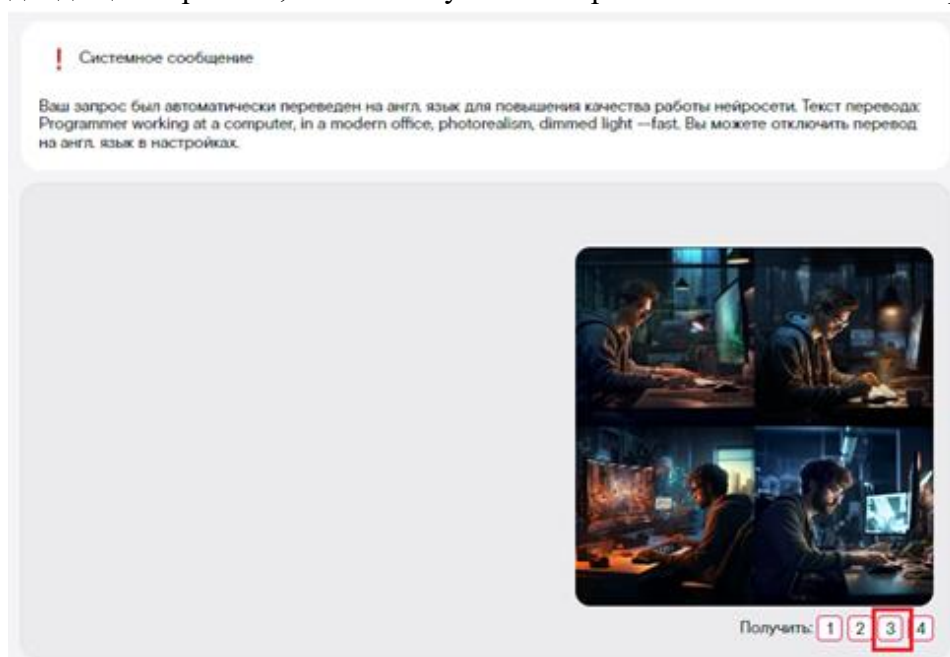 Системное сообщение
Ваш запрос был автоматически переведен на англ. язык для повышения качества работы нейросети. Текст перевода:
Programmer working at a computer, in a modern office, photorealism, dimmed light —fast. Вы можете отключить перевод
на англ. язык в настройках.
Получить: 1 2 3 4